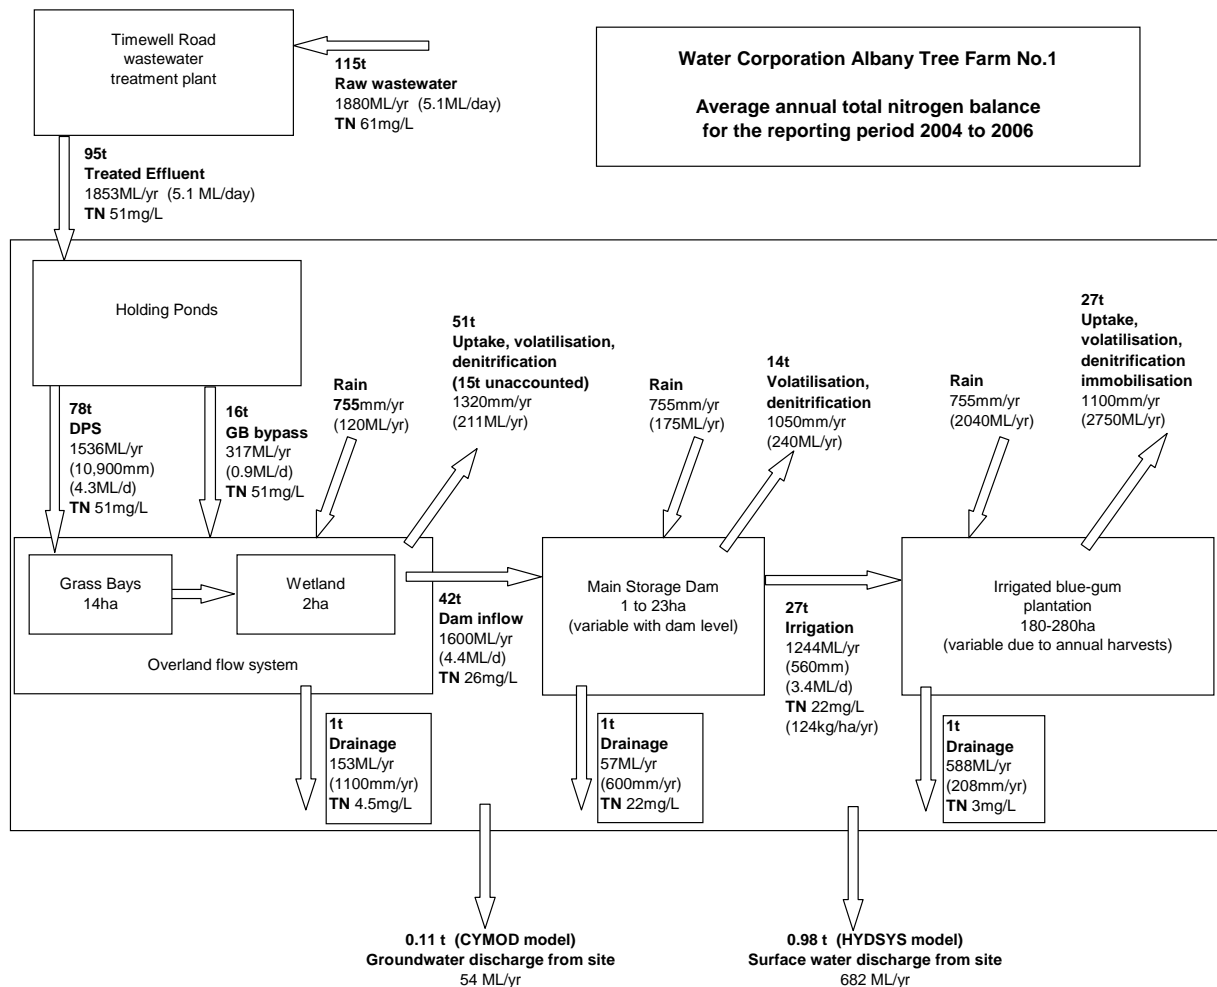 Timewell Road
wastewater
treatment plant
115t
Raw wastewater
1880ML/yr  (5.1ML/day)
TN 61mg/L
Water Corporation Albany Tree Farm No.1
Average annual total nitrogen balance
for the reporting period 2004 to 2006
95t
Treated Effluent
1853ML/yr  (5.1 ML/day)
TN 51mg/L
Holding Ponds
78t
DPS
1536ML/yr
(10,900mm)
(4.3ML/d)
TN 51mg/L
16t
GB bypass
317ML/yr
(0.9ML/d)
TN 51mg/L
Rain
755mm/yr
(120ML/yr)
51t
Uptake, volatilisation,
denitrification
(15t unaccounted)
1320mm/yr
(211ML/yr)
Rain
755mm/yr
(175ML/yr)
14t
Volatilisation,
denitrification
1050mm/yr
(240ML/yr)
Rain
755mm/yr
(2040ML/yr)
27t
Uptake,
volatilisation,
denitrification
immobilisation
1100mm/yr
(2750ML/yr)
Grass Bays
14ha
Wetland
2ha
Overland flow system
42t
Dam inflow
1600ML/yr
(4.4ML/d)
TN 26mg/L
Main Storage Dam
1 to 23ha
(variable with dam level)
27t
Irrigation
1244ML/yr
(560mm)
(3.4ML/d)
TN 22mg/L
(124kg/ha/yr)
Irrigated blue-gum
plantation
180-280ha
(variable due to annual harvests)
1t
Drainage
153ML/yr
(1100mm/yr)
TN 4.5mg/L
1t
Drainage
57ML/yr
(600mm/yr)
TN 22mg/L
1t
Drainage
588ML/yr
(208mm/yr)
TN 3mg/L
0.11 t  (CYMOD model)
Groundwater discharge from site
54 ML/yr
0.98 t  (HYDSYS model)
Surface water discharge from site
682 ML/yr